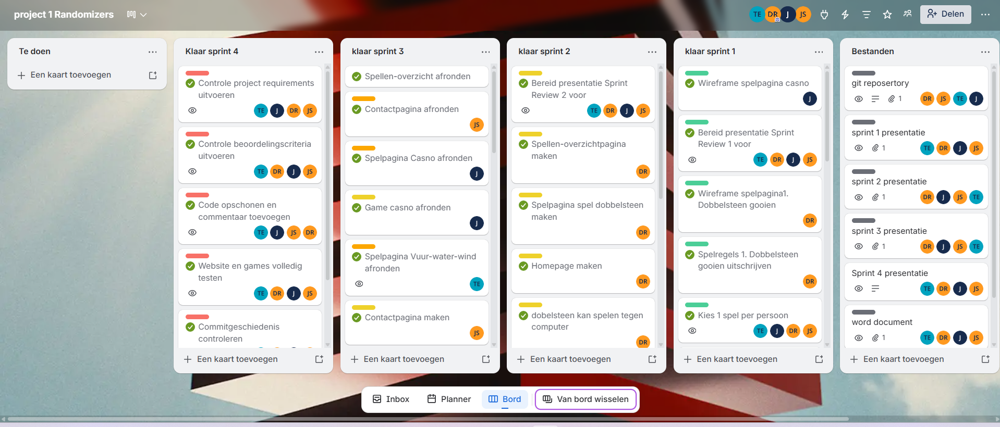 project 1 Randomizers
TE DR J JS
Delen
Te doen
Een kaart toevoegen
Klaar sprint 4
Controle project requirements
uitvoeren
TE J DR JS
Controle beoordelingscriteria
uitvoeren
TE DR J JS
Code opschonen en
commentaar toevoegen
TE J JS DR
Website en games volledig
testen
TE DR J JS
Commitgeschiedenis
controleren
Een kaart toevoegen
klaar sprint 3
Spellen-overzicht afronden
Contactpagina afronden
JS
Spelpagina Casno afronden
J
Game casno afronden
J
Spelpagina Vuur-water-wind
afronden
TE
Contactpagina maken
JS
Een kaart toevoegen
klaar sprint 2
Bereid presentatie Sprint
Review 2 voor
TE DR J JS
Spellen-overzichtpagina
maken
DR
Spelpagina spel dobbelsteen
maken
DR
Homepage maken
DR
dobelsteen kan spelen tegen
computer
DR
Een kaart toevoegen
klaar sprint 1
Wireframe spelpagina casno
J
Bereid presentatie Sprint
Review 1 voor
TE DR J JS
Wireframe spelpagina1.
Dobbelsteen gooien
DR
Spelregels 1. Dobbelsteen
gooien uitschrijven
DR
Kies 1 spel per persoon
TE J DR JS
Een kaart toevoegen
Bestanden
git reposertory
1 DR JS TE J
sprint 1 presentatie
1 TE DR J JS
sprint 2 presentatie
1 DR J JS TE
sprint 3 presentatie
1 DR J JS TE
Sprint 4 presentatie
TE DR J JS
word document
1 TE DR J JS
Een kaart toevoegen
Inbox
Planner
Bord
Van bord wisselen